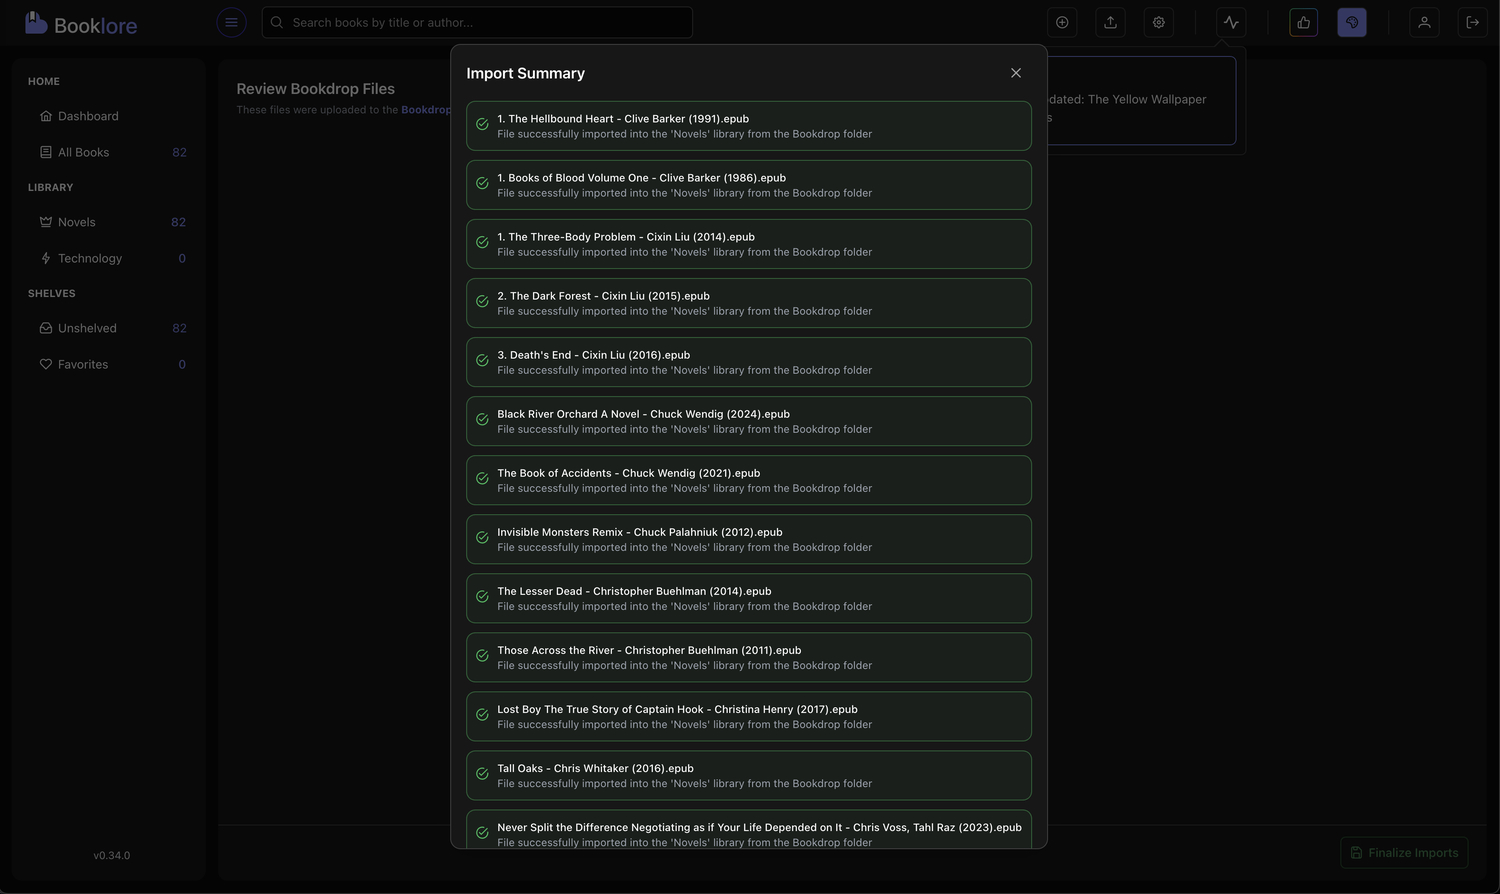 Booklore
Search books by title or author...
HOME
Dashboard
All Books 82
LIBRARY
Novels 82
Technology 0
SHELVES
Unshelved 82
Favorites 0
v0.34.0
Review Bookdrop Files
These files were uploaded to the Bookdrop
dated: The Yellow Wallpaper
s
Import Summary
1. The Hellbound Heart - Clive Barker (1991).epub
File successfully imported into the 'Novels' library from the Bookdrop folder
1. Books of Blood Volume One - Clive Barker (1986).epub
File successfully imported into the 'Novels' library from the Bookdrop folder
1. The Three-Body Problem - Cixin Liu (2014).epub
File successfully imported into the 'Novels' library from the Bookdrop folder
2. The Dark Forest - Cixin Liu (2015).epub
File successfully imported into the 'Novels' library from the Bookdrop folder
3. Death's End - Cixin Liu (2016).epub
File successfully imported into the 'Novels' library from the Bookdrop folder
Black River Orchard A Novel - Chuck Wendig (2024).epub
File successfully imported into the 'Novels' library from the Bookdrop folder
The Book of Accidents - Chuck Wendig (2021).epub
File successfully imported into the 'Novels' library from the Bookdrop folder
Invisible Monsters Remix - Chuck Palahniuk (2012).epub
File successfully imported into the 'Novels' library from the Bookdrop folder
The Lesser Dead - Christopher Buehlman (2014).epub
File successfully imported into the 'Novels' library from the Bookdrop folder
Those Across the River - Christopher Buehlman (2011).epub
File successfully imported into the 'Novels' library from the Bookdrop folder
Lost Boy The True Story of Captain Hook - Christina Henry (2017).epub
File successfully imported into the 'Novels' library from the Bookdrop folder
Tall Oaks - Chris Whitaker (2016).epub
File successfully imported into the 'Novels' library from the Bookdrop folder
Never Split the Difference Negotiating as if Your Life Depended on It - Chris Voss, Tahl Raz (2023).epub
File successfully imported into the 'Novels' library from the Bookdrop folder
Finalize Imports